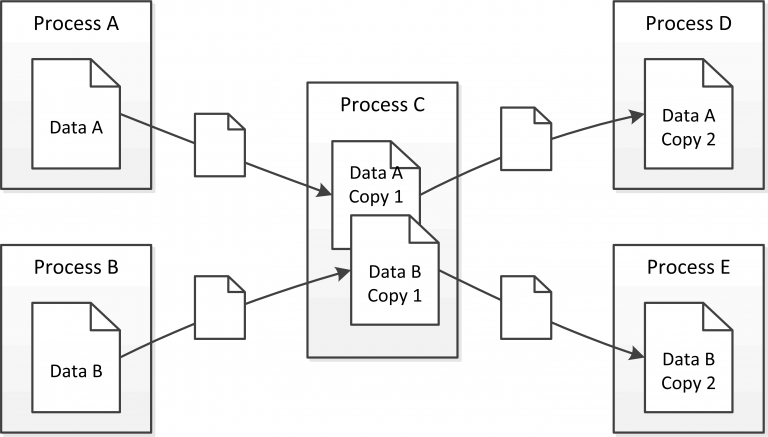 Process A
Data A
Process B
Data B
Process C
Data A
Copy 1
Data B
Copy 1
Process D
Data A
Copy 2
Process E
Data B
Copy 2